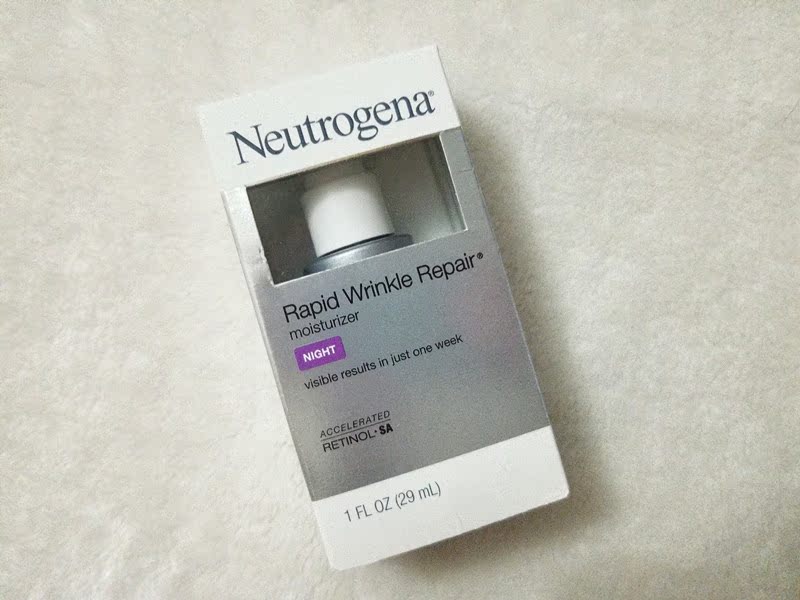 Neutrogena®
Rapid Wrinkle Repair®
moisturizer
NIGHT
visible results in just one week
ACCELERATED
RETINOL·SA
1 FL OZ (29 mL)